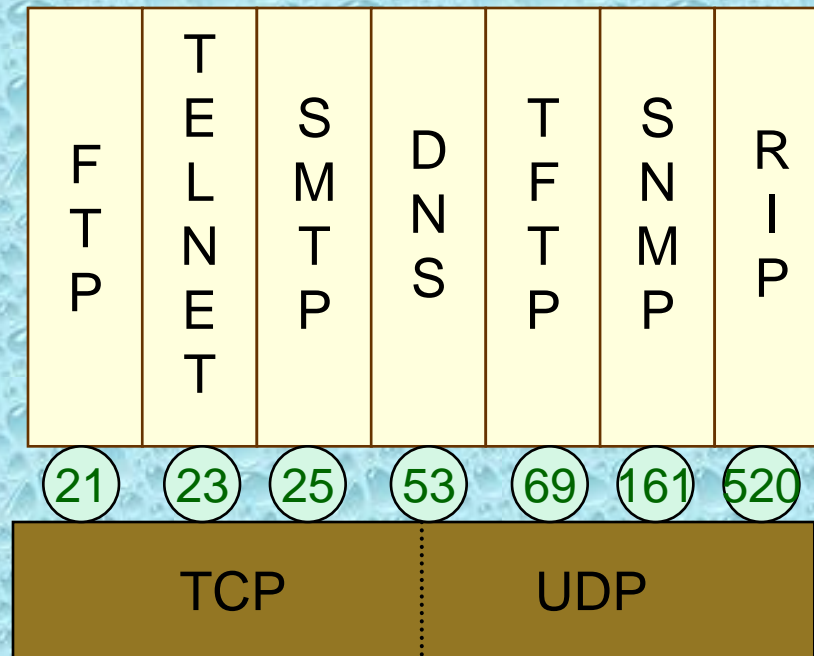 FTP
TELNET
SMTP
DNS
TFTP
SNMP
RIP
21 23 25 53 69 161 520
TCP UDP